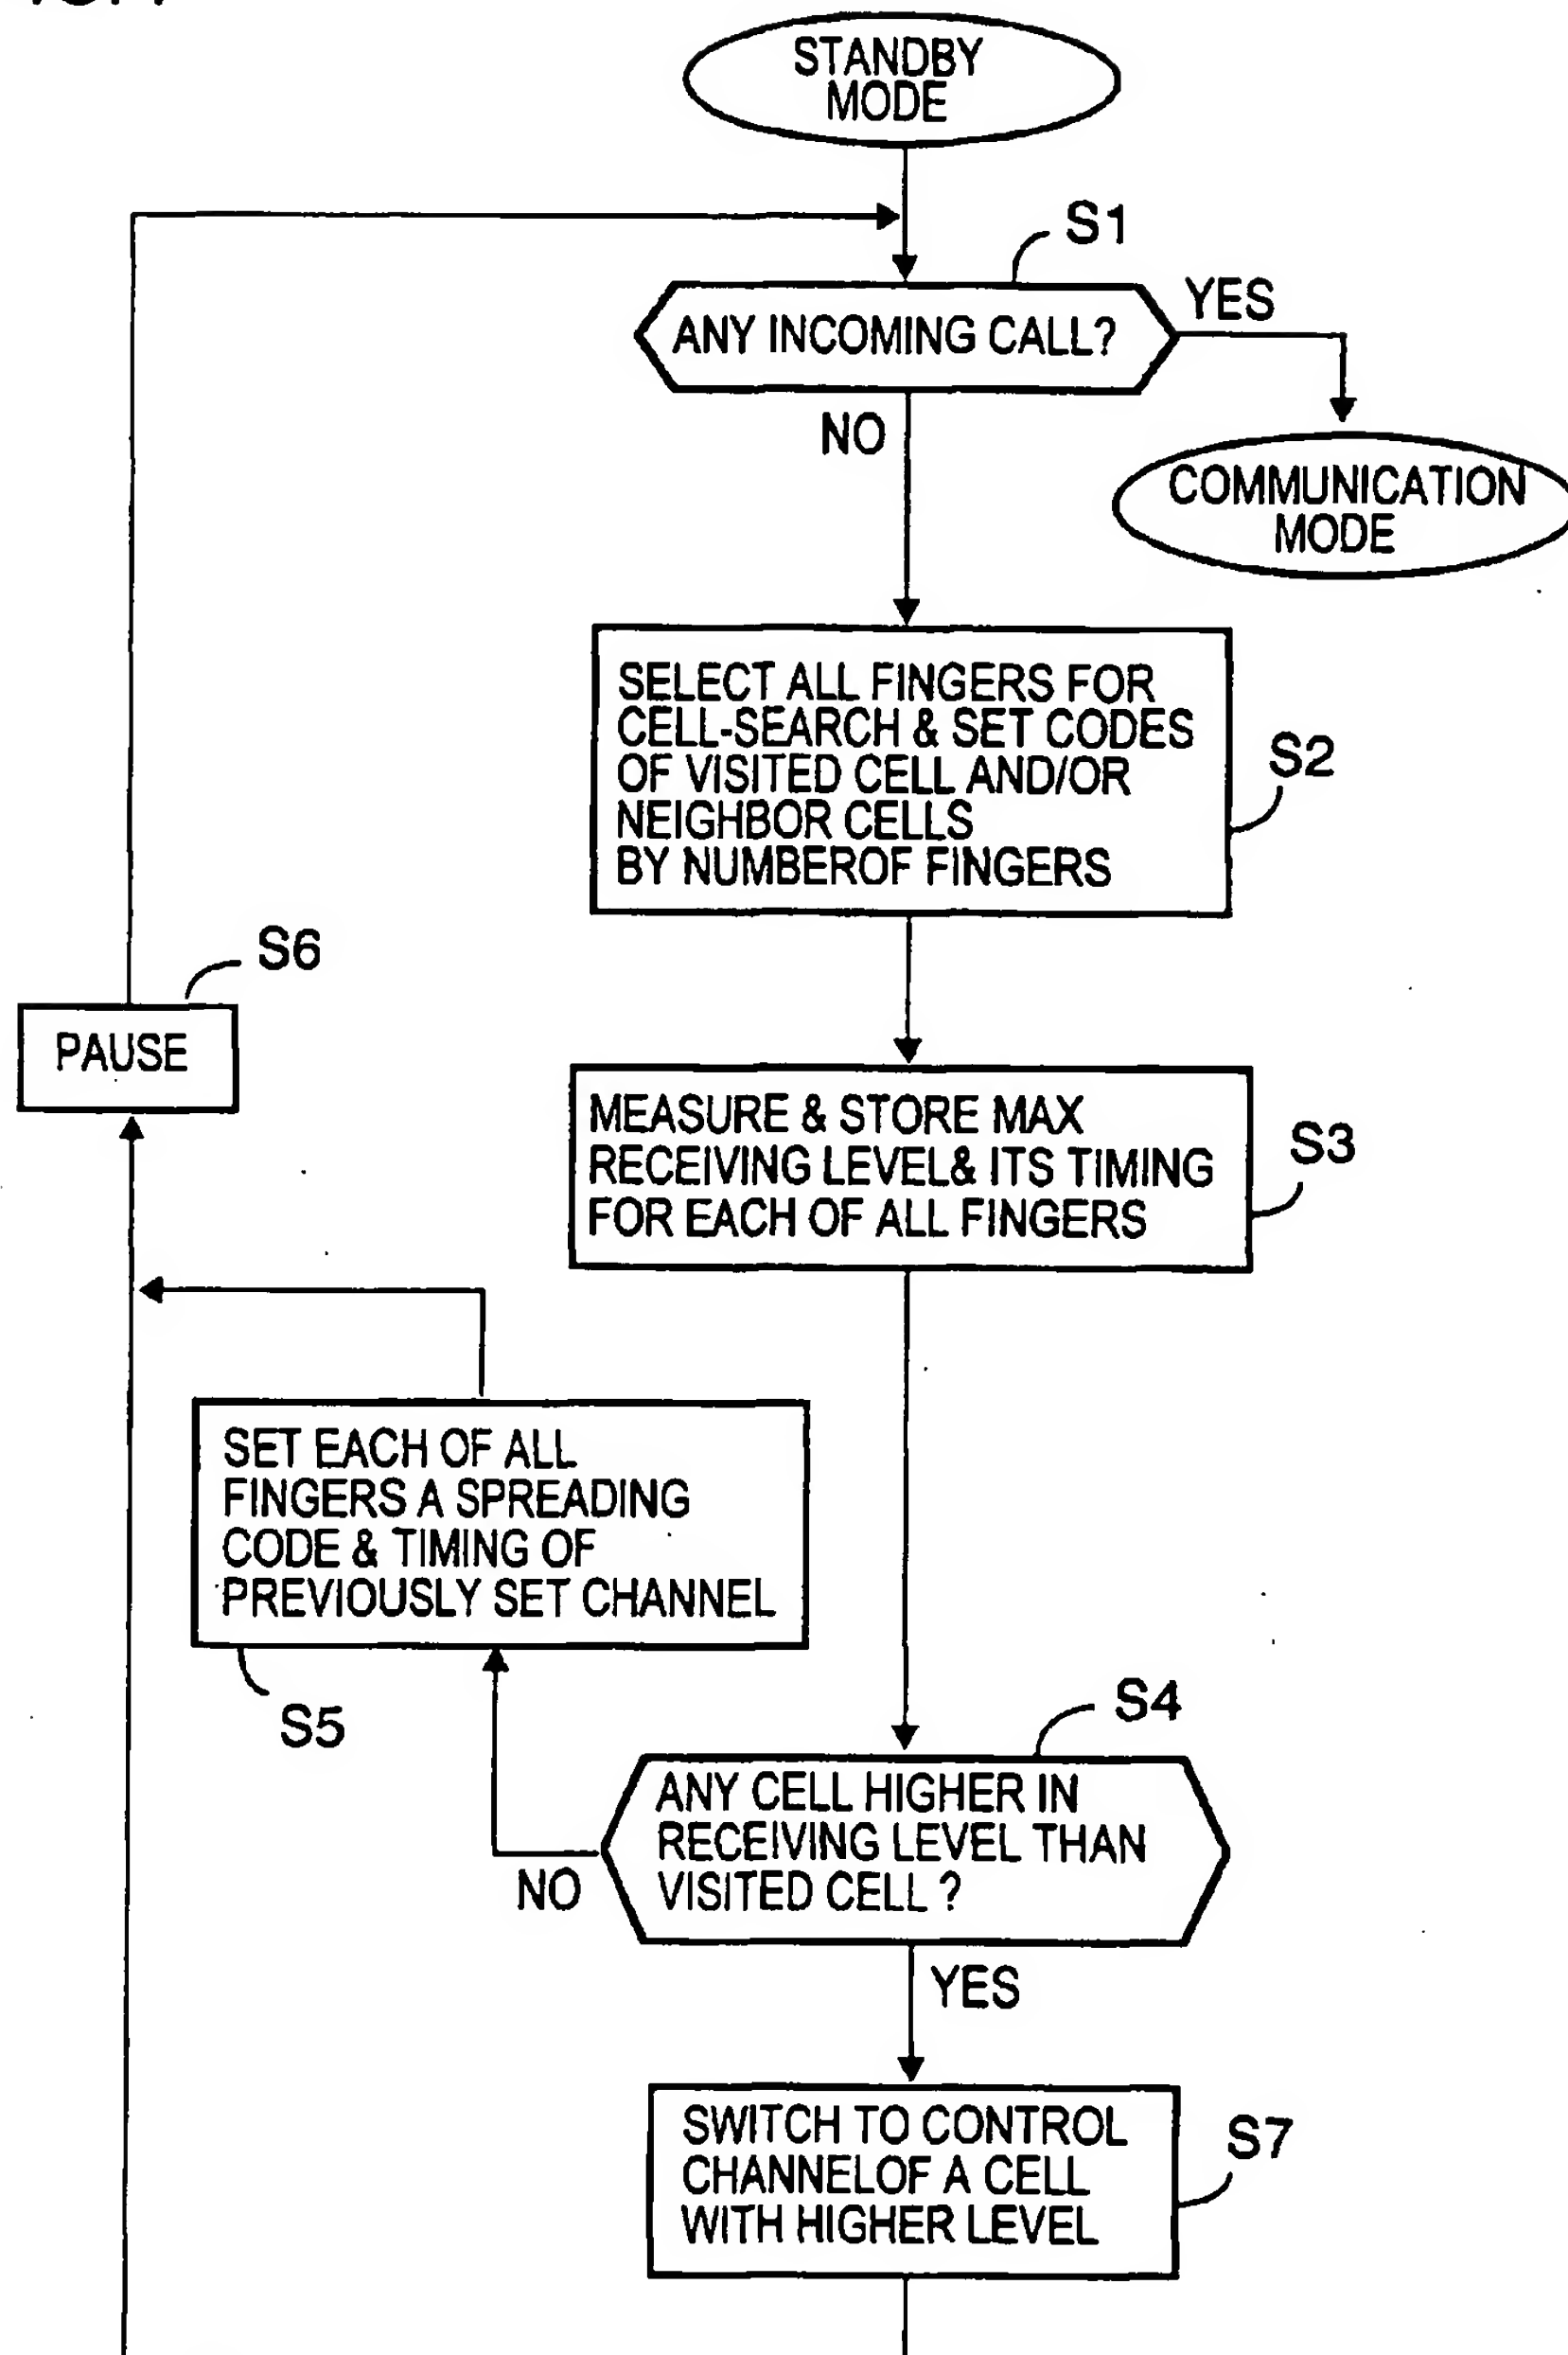 STANDBY
MODE
S1
ANY INCOMING CALL?
YES
NO
COMMUNICATION
MODE
SELECT ALL FINGERS FOR
CELL-SEARCH & SET CODES
OF VISITED CELL AND/OR
NEIGHBOR CELLS
BY NUMBEROF FINGERS
S2
S6
PAUSE
MEASURE & STORE MAX
RECEIVING LEVEL& ITS TIMING
FOR EACH OF ALL FINGERS
S3
SET EACH OF ALL
FINGERS A SPREADING
CODE & TIMING OF
PREVIOUSLY SET CHANNEL
S5
S4
ANY CELL HIGHER IN
RECEIVING LEVEL THAN
VISITED CELL ?
NO
YES
SWITCH TO CONTROL
CHANNELOF A CELL
WITH HIGHER LEVEL
S7